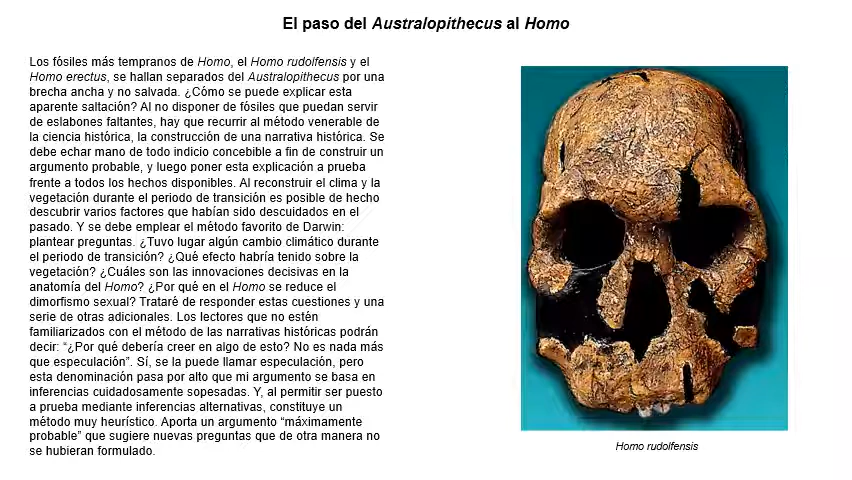 El paso del Australopithecus al Homo
Los fósiles más tempranos de Homo, el Homo rudolfensis y el
Homo erectus, se hallan separados del Australopithecus por una
brecha ancha y no salvada. ¿Cómo se puede explicar esta
aparente saltación? Al no disponer de fósiles que puedan servir
de eslabones faltantes, hay que recurrir al método venerable de
la ciencia histórica, la construcción de una narrativa histórica. Se
debe echar mano de todo indicio concebible a fin de construir un
argumento probable, y luego poner esta explicación a prueba
frente a todos los hechos disponibles. Al reconstruir el clima y la
vegetación durante el periodo de transición es posible de hecho
descubrir varios factores que habían sido descuidados en el
pasado. Y se debe emplear el método favorito de Darwin:
plantear preguntas. ¿Tuvo lugar algún cambio climático durante
el periodo de transición? ¿Qué efecto habría tenido sobre la
vegetación? ¿Cuáles son las innovaciones decisivas en la
anatomía del Homo? ¿Por qué en el Homo se reduce el
dimorfismo sexual? Trataré de responder estas cuestiones y una
serie de otras adicionales. Los lectores que no estén
familiarizados con el método de las narrativas históricas podrán
decir: “¿Por qué debería creer en algo de esto? No es nada más
que especulación”. Sí, se la puede llamar especulación, pero
esta denominación pasa por alto que mi argumento se basa en
inferencias cuidadosamente sopesadas. Y, al permitir ser puesto
a prueba mediante inferencias alternativas, constituye un
método muy heurístico. Aporta un argumento “máximamente
probable” que sugiere nuevas preguntas que de otra manera no
se hubieran formulado.
Homo rudolfensis